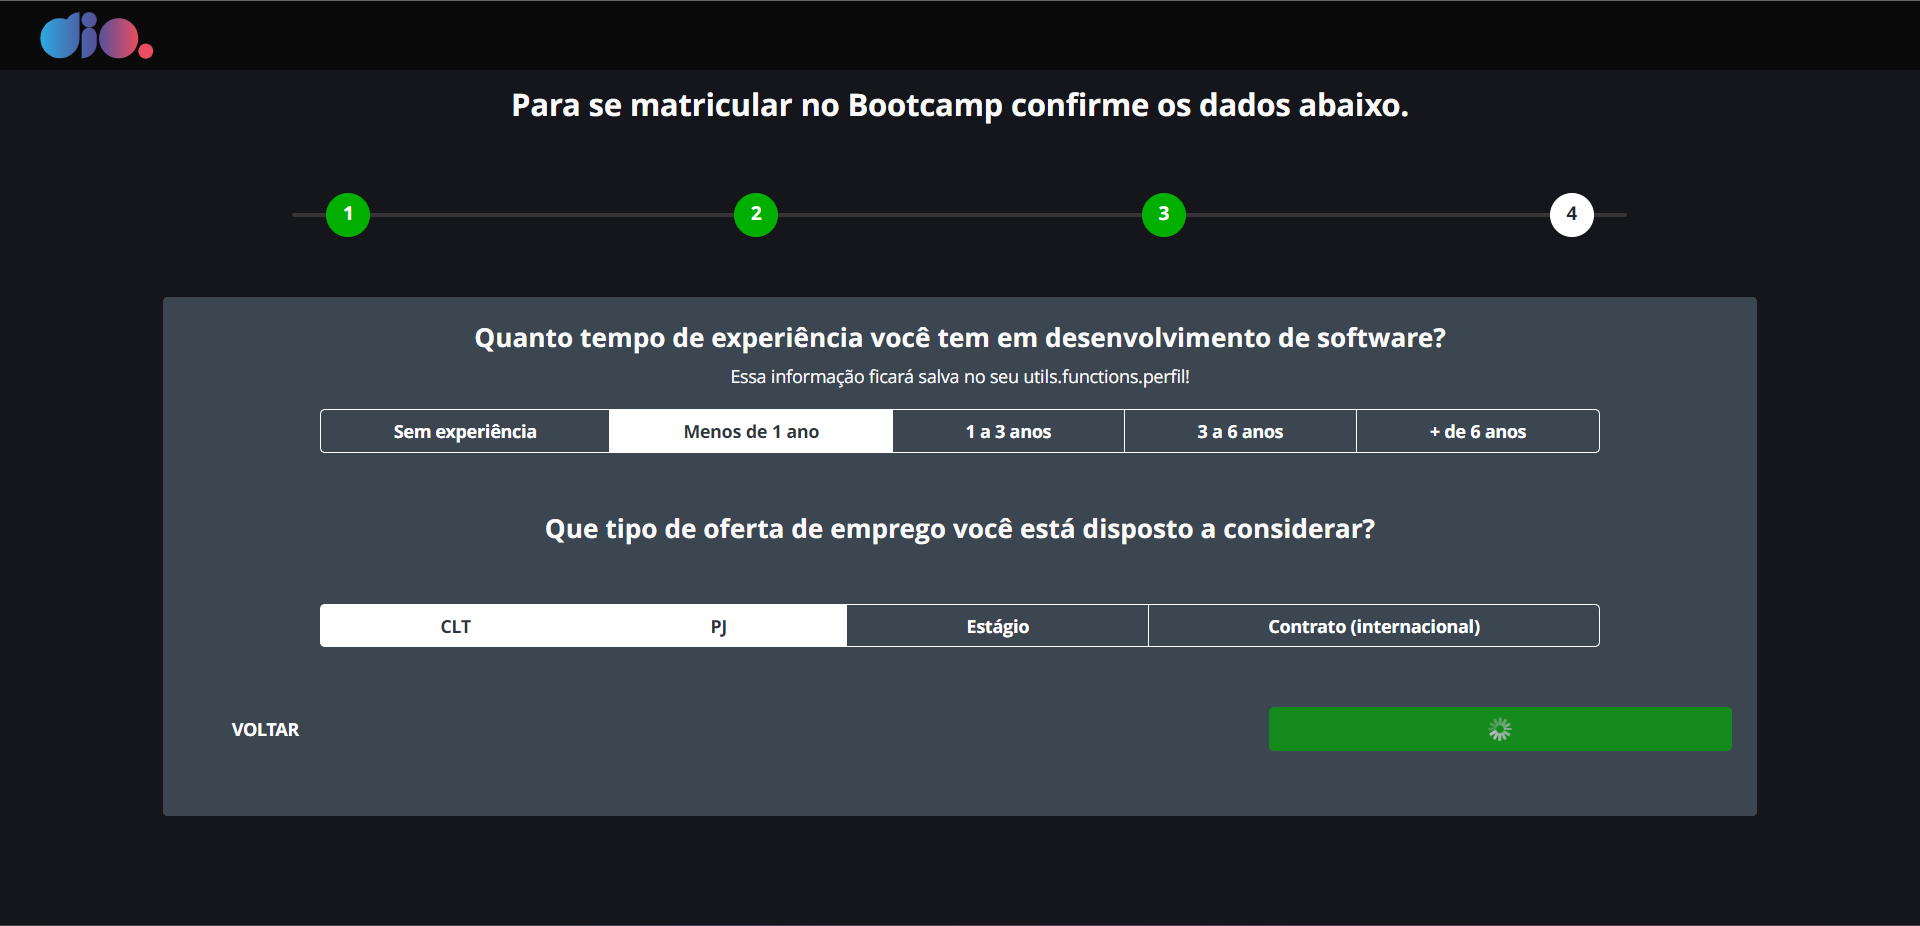 dio.
Para se matricular no Bootcamp confirme os dados abaixo.
1 2 3 4
Quanto tempo de experiência você tem em desenvolvimento de software?
Essa informação ficará salva no seu utils.functions.perfil!
Sem experiência Menos de 1 ano 1 a 3 anos 3 a 6 anos + de 6 anos
Que tipo de oferta de emprego você está disposto a considerar?
CLT PJ Estágio Contrato (internacional)
VOLTAR